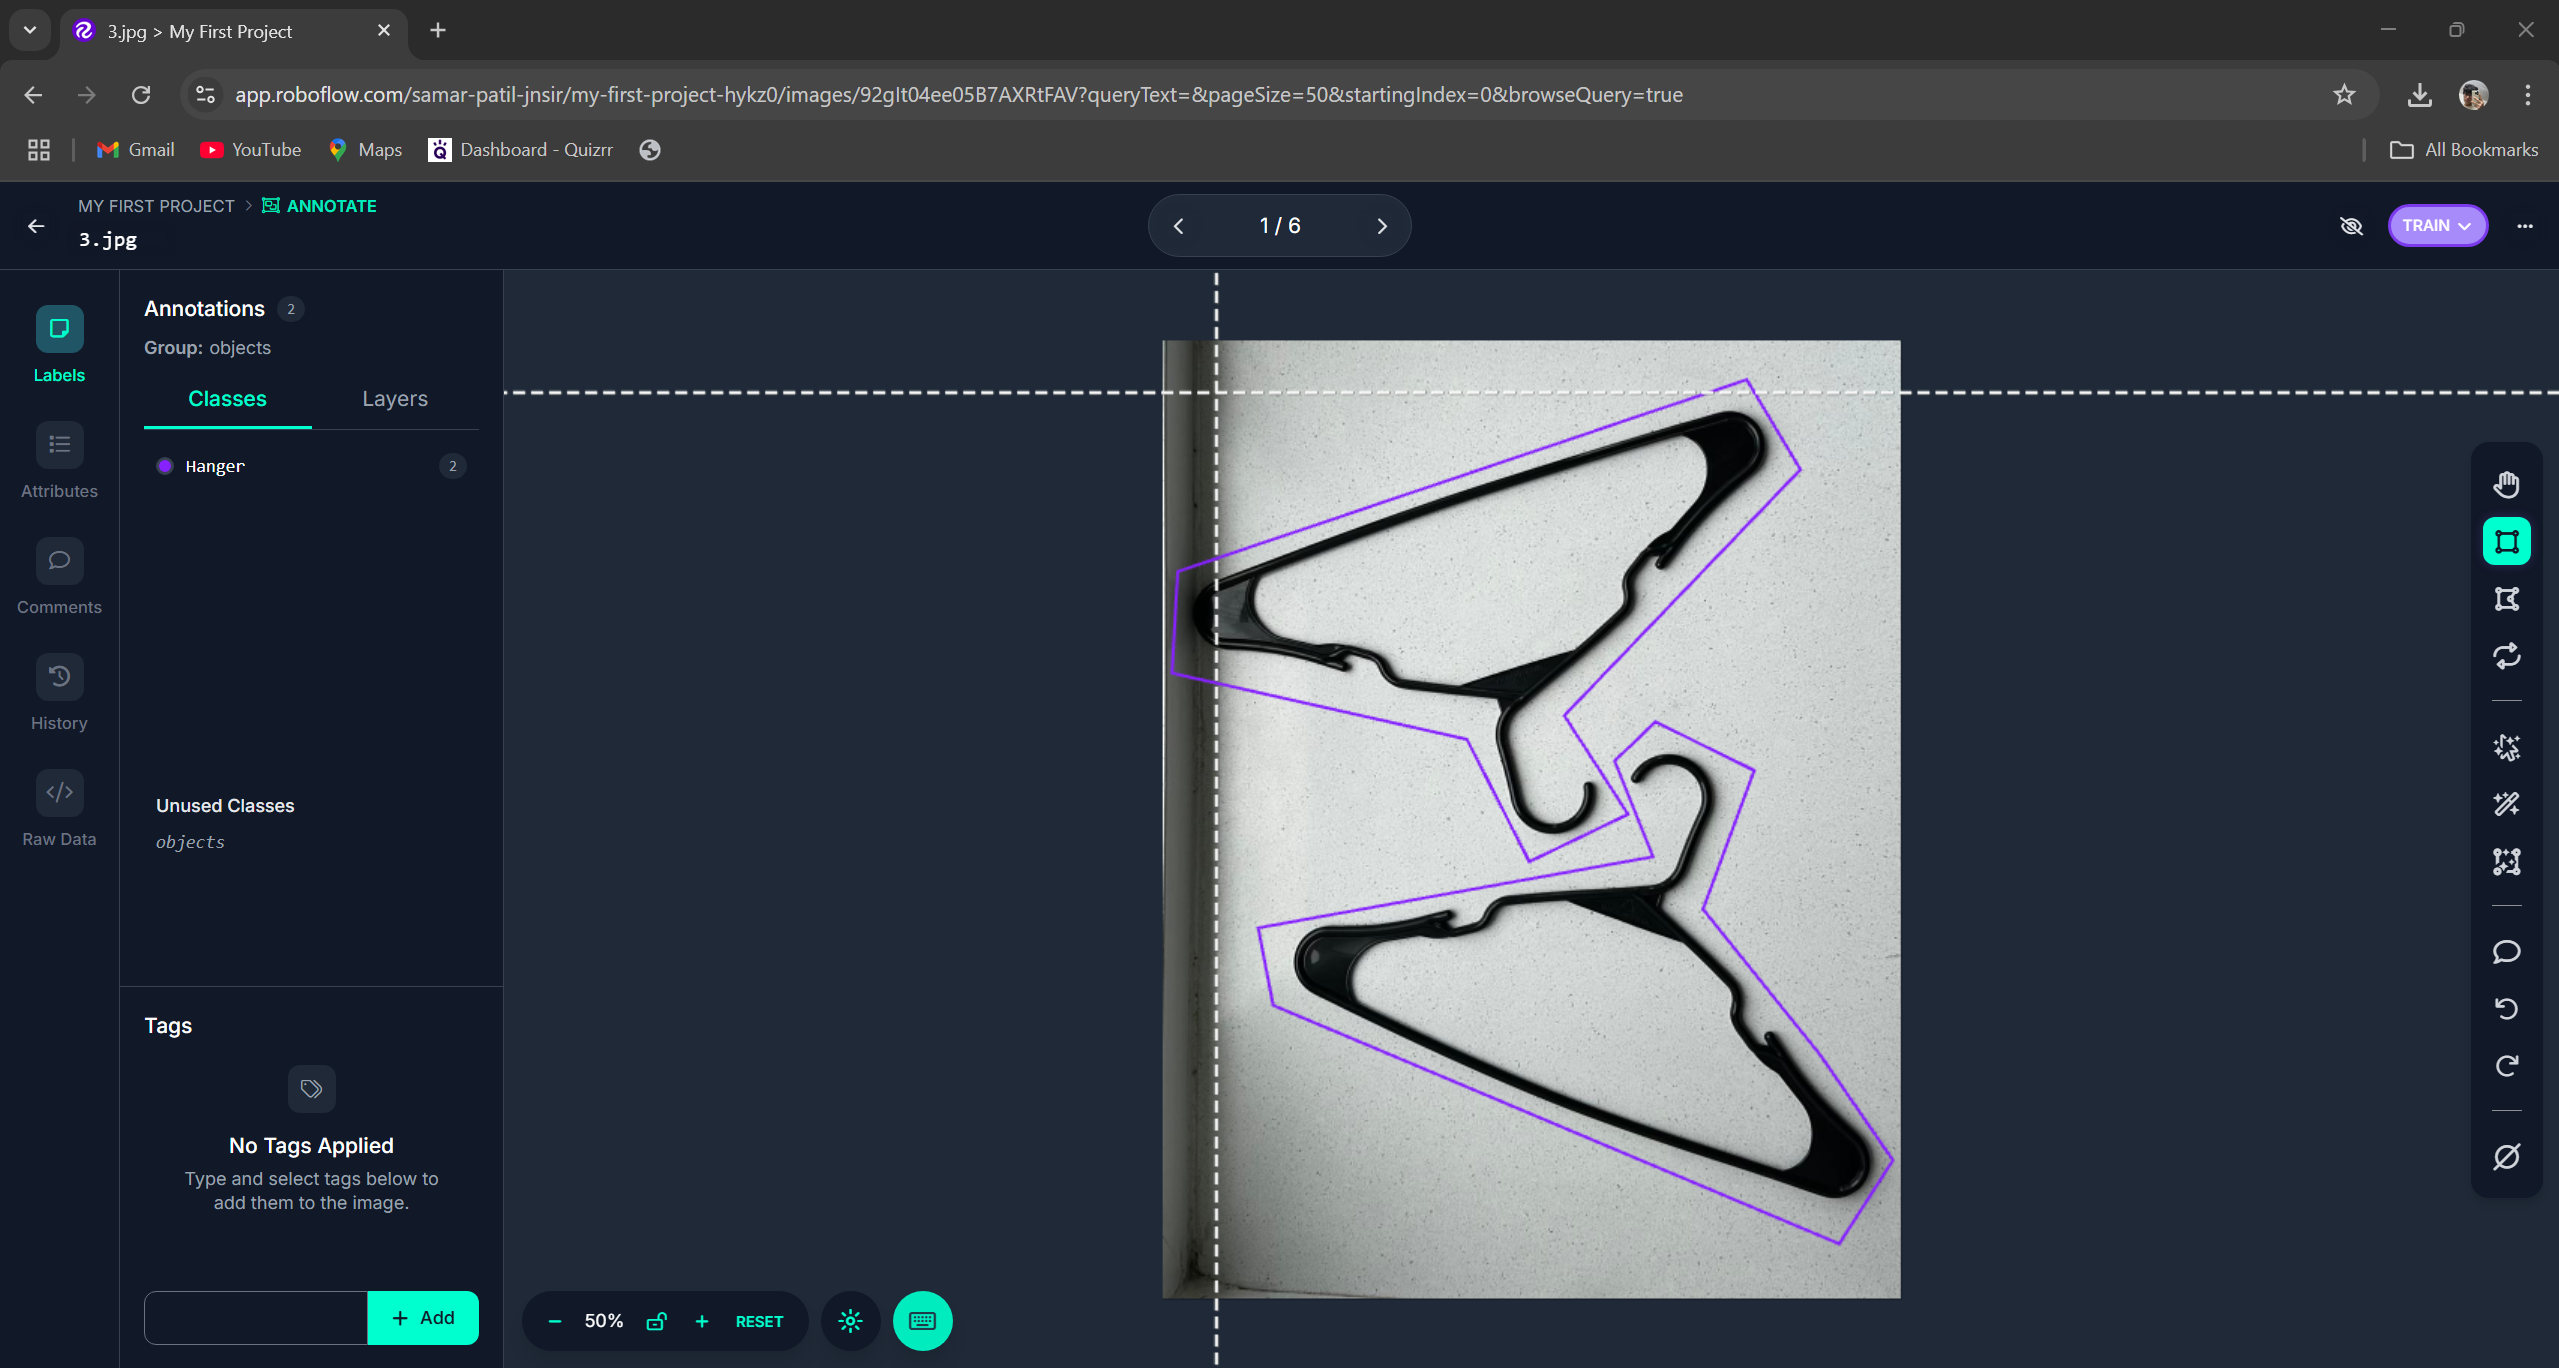 3.jpg > My First Project
app.roboflow.com/samar-patil-jnsir/my-first-project-hykz0/images/92glt04ee05B7AXRtFAV?queryText=&pageSize=50&startingIndex=0&browseQuery=true
Gmail YouTube Maps Dashboard - Quizrr All Bookmarks
MY FIRST PROJECT > ANNOTATE
3.jpg
1 / 6
TRAIN
Labels
Attributes
Comments
History
Raw Data
Annotations 2
Group: objects
Classes Layers
Hanger 2
Unused Classes
objects
Tags
No Tags Applied
Type and select tags below to
add them to the image.
+ Add
− 50% + RESET